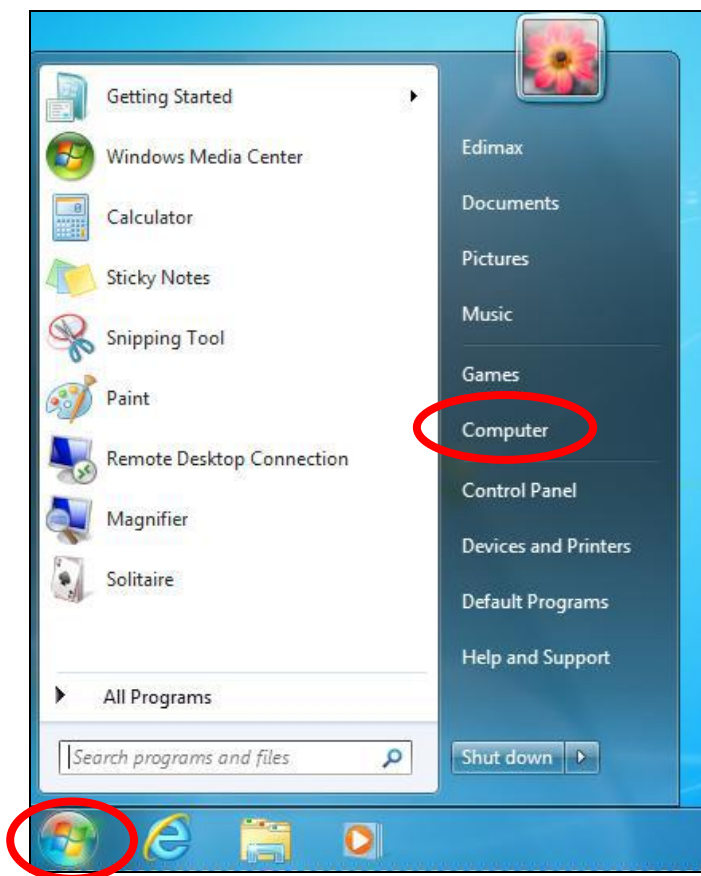 Getting Started
Windows Media Center
Calculator
Sticky Notes
Snipping Tool
Paint
Remote Desktop Connection
Magnifier
Solitaire
All Programs
Search programs and files
Edimax
Documents
Pictures
Music
Games
Computer
Control Panel
Devices and Printers
Default Programs
Help and Support
Shut down